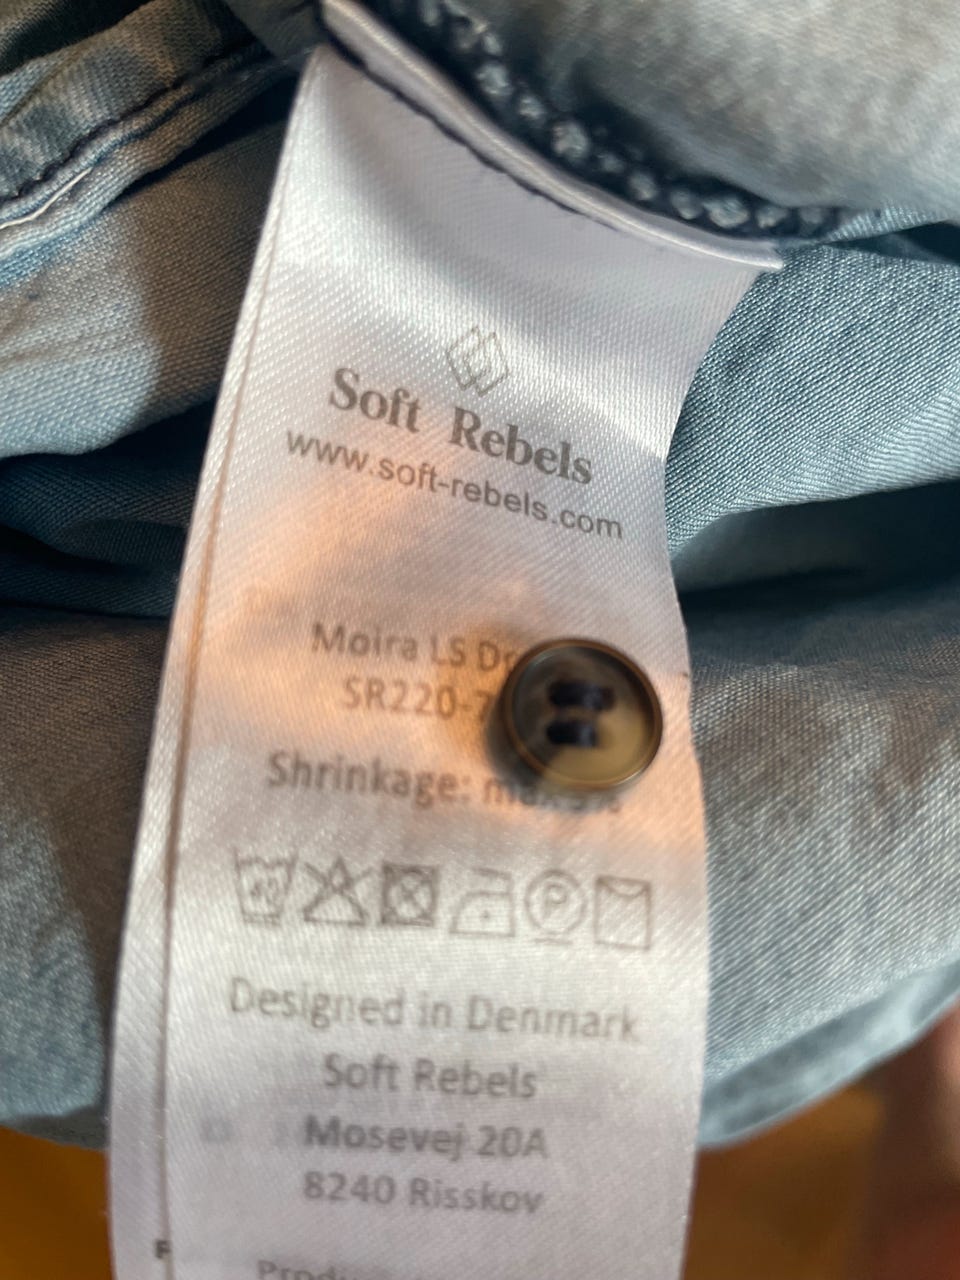 Soft Rebels
www.soft-rebels.com
Moira LS
SR220-
Shrinkage:
40
P
Designed in Denmark
Soft Rebels
Mosevej 20A
8240 Risskov